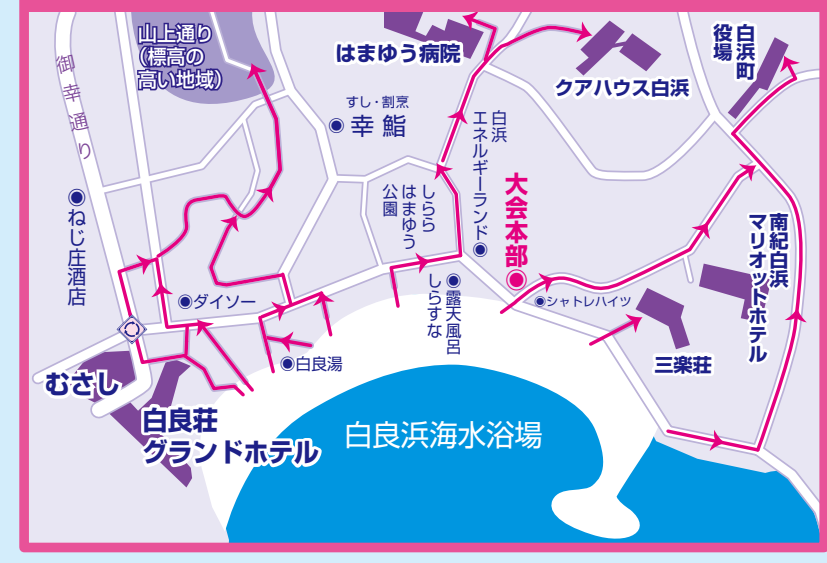 山上通り
(標高の
高い地域)
御幸通り
はまゆう病院
クアハウス白浜
白浜町
役場
すし・割烹
幸鮨
白浜
エネルギーランド
しらら
はまゆう
公園
大会本部
ねじ庄酒店
ダイソー
露天風呂
しらすな
シャトレハイツ
南紀白浜
マリオットホテル
三楽荘
白良湯
むさし
白良荘
グランドホテル
白良浜海水浴場